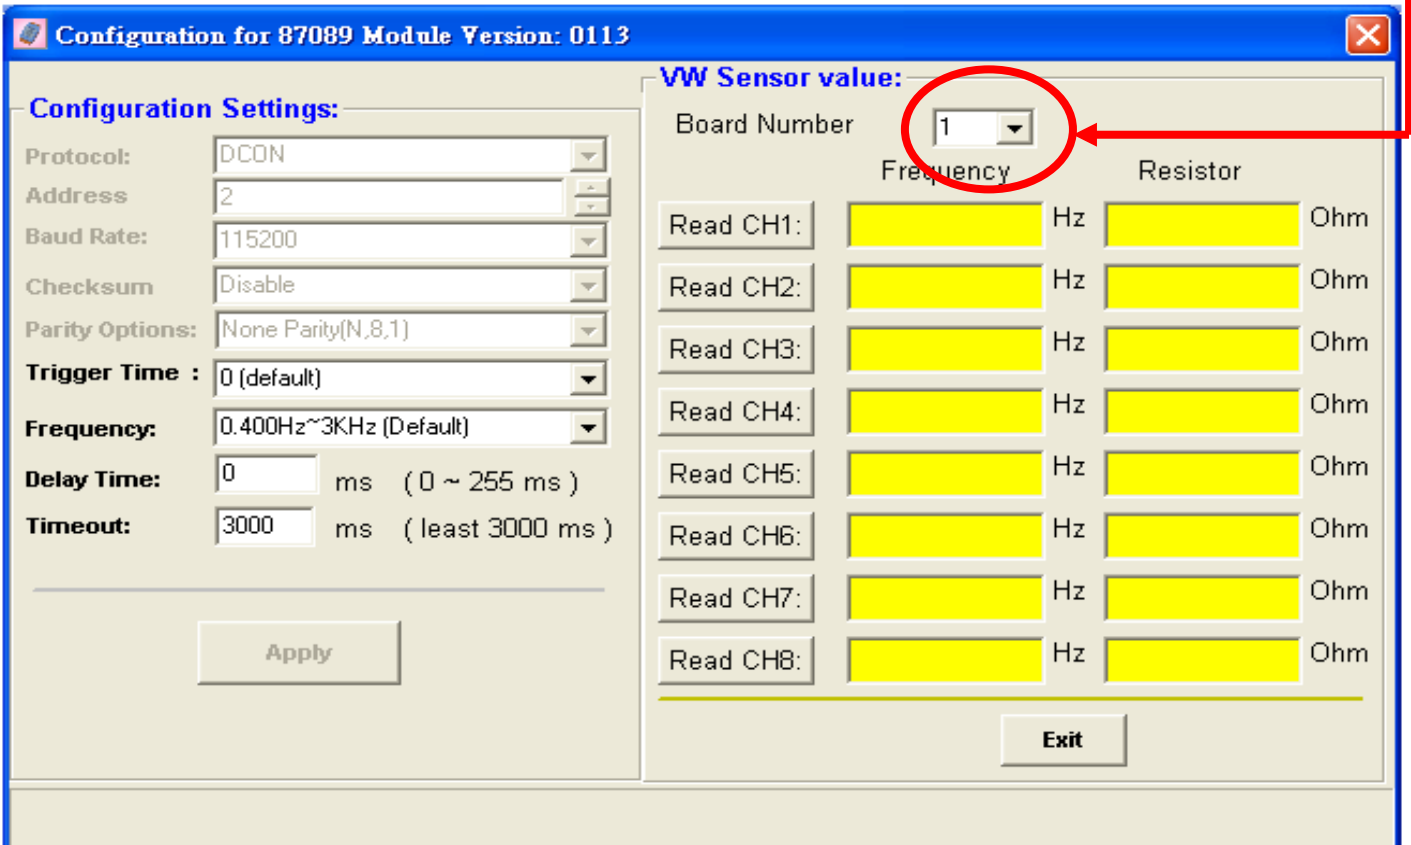 Configuration for 87089 Module Version: 0113
Configuration Settings:
Protocol: DCON
Address 2
Baud Rate: 115200
Checksum Disable
Parity Options: None Parity(N,8,1)
Trigger Time : 0 (default)
Frequency: 0.400Hz~3KHz (Default)
Delay Time: 0 ms ( 0 ~ 255 ms )
Timeout: 3000 ms ( least 3000 ms )
Apply
VW Sensor value:
Board Number 1
Frequency Resistor
Read CH1: Hz Ohm
Read CH2: Hz Ohm
Read CH3: Hz Ohm
Read CH4: Hz Ohm
Read CH5: Hz Ohm
Read CH6: Hz Ohm
Read CH7: Hz Ohm
Read CH8: Hz Ohm
Exit